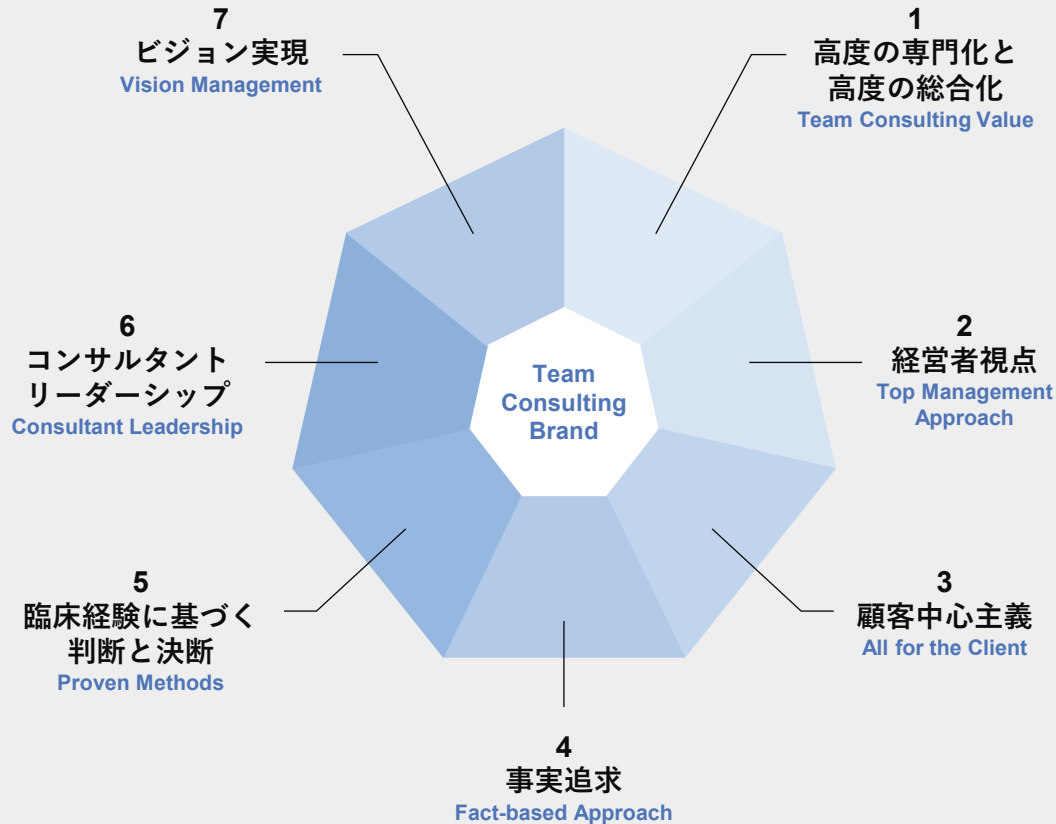 7
ビジョン実現
Vision Management
1
高度の専門化と
高度の総合化
Team Consulting Value
6
コンサルタント
リーダーシップ
Consultant Leadership
Team
Consulting
Brand
2
経営者視点
Top Management
Approach
5
臨床経験に基づく
判断と決断
Proven Methods
3
顧客中心主義
All for the Client
4
事実追求
Fact-based Approach